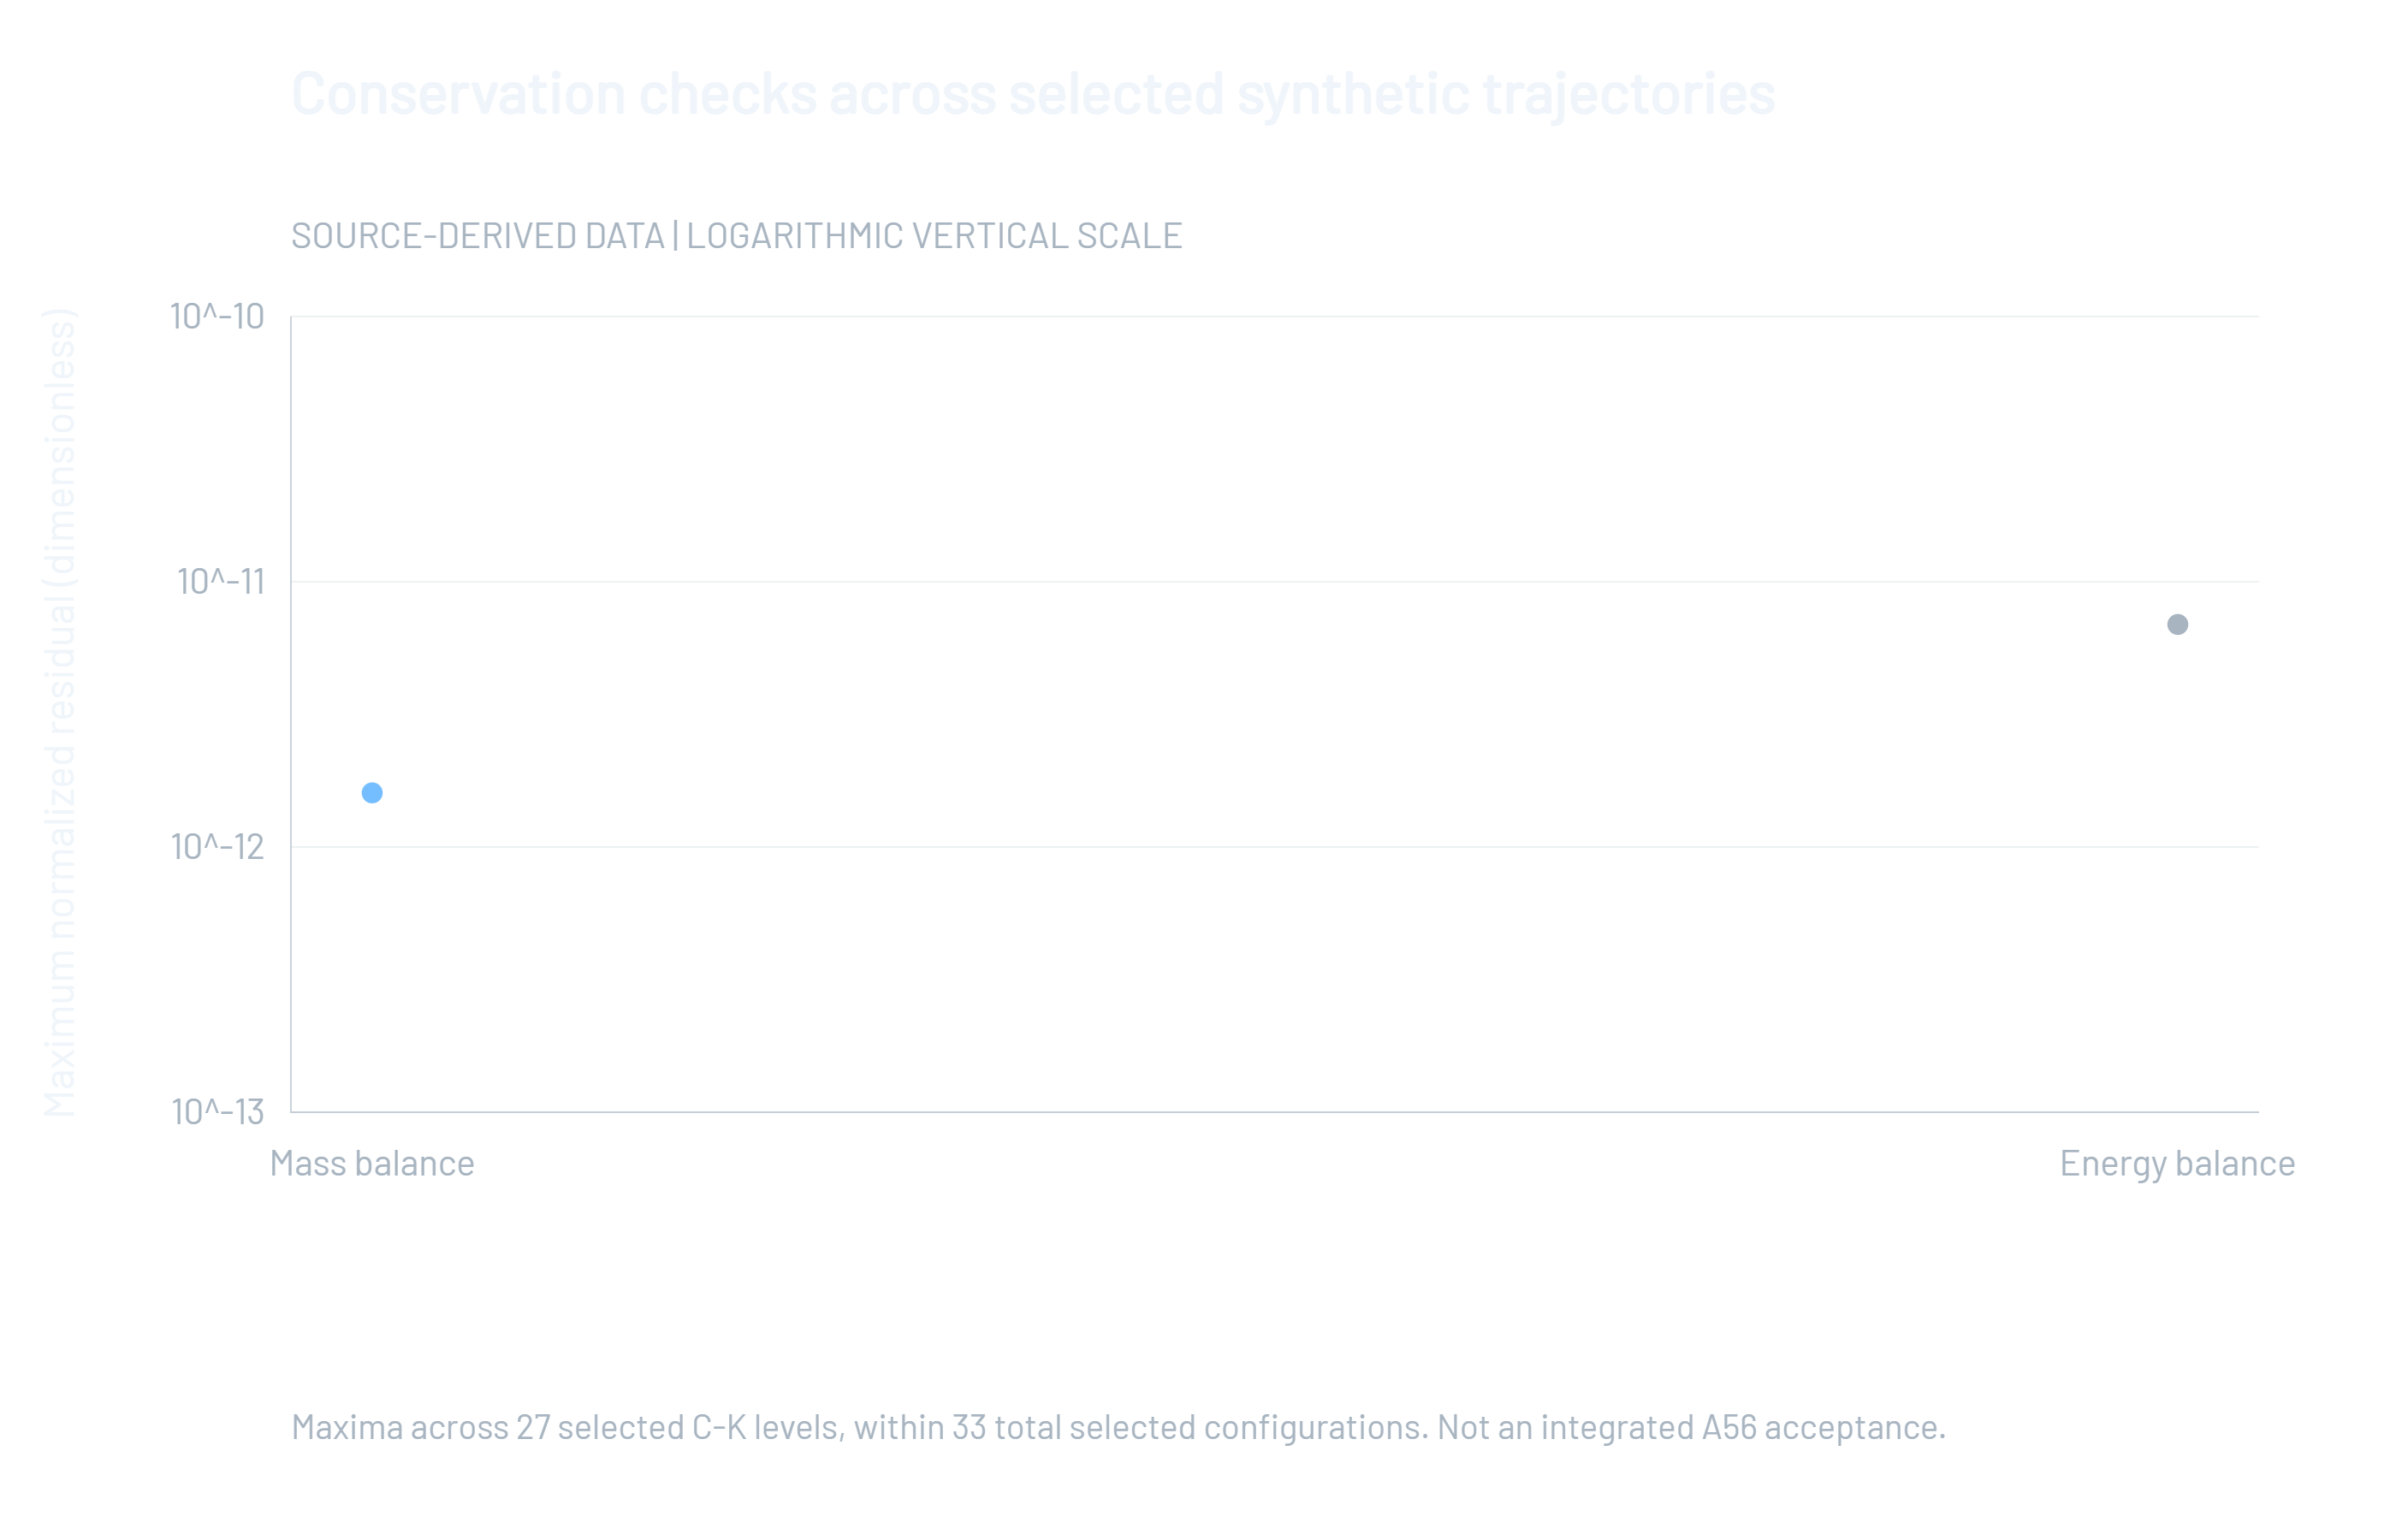 Conservation checks across selected synthetic trajectories
SOURCE-DERIVED DATA | LOGARITHMIC VERTICAL SCALE
Maximum normalized residual (dimensionless)
10^-10
10^-11
10^-12
10^-13
Mass balance
Energy balance
Maxima across 27 selected C-K levels, within 33 total selected configurations. Not an integrated A56 acceptance.